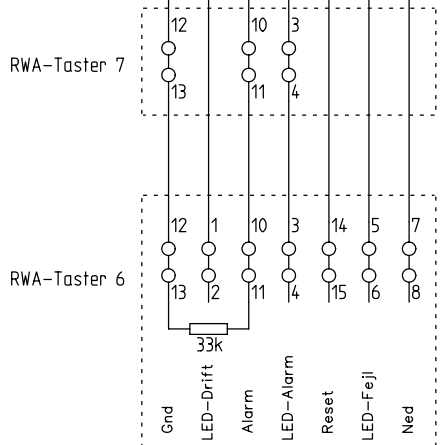 12 10 3
RWA-Taster 7
13 11 4
12 1 10 3 14 5 7
RWA-Taster 6
13 2 11 4 15 6 8
33k
Gnd
LED-Drift
Alarm
LED-Alarm
Reset
LED-Fejl
Ned